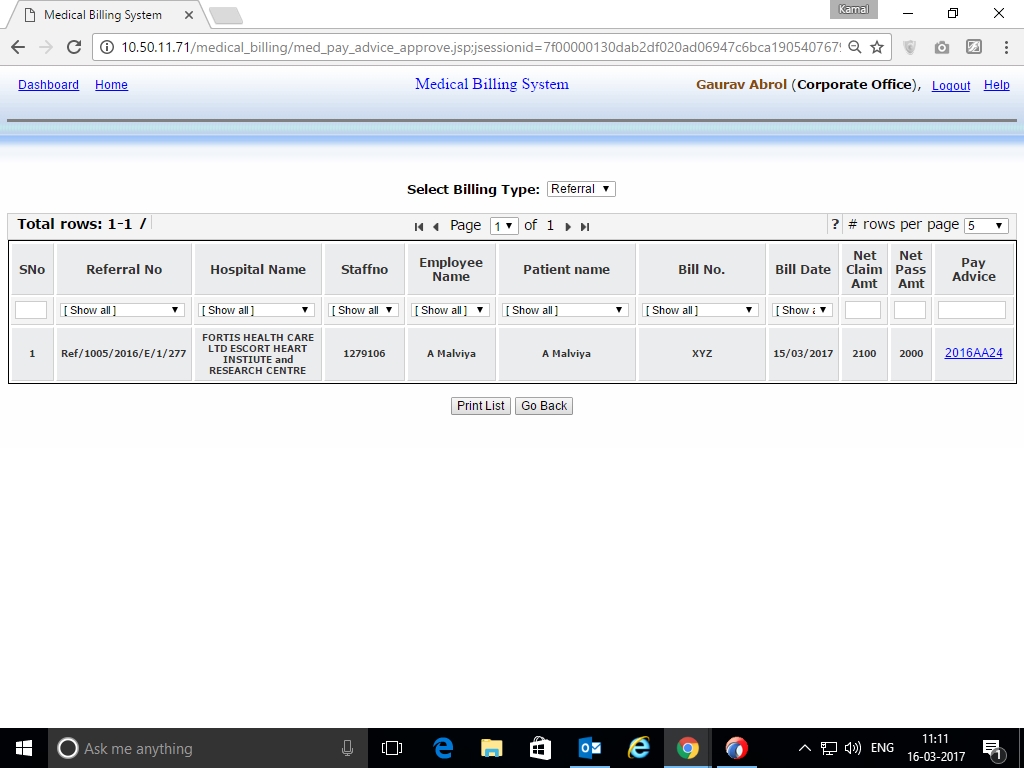 Medical Billing System
Kamal
10.50.11.71/medical_billing/med_pay_advice_approve.jsp;jsessionid=7f00000130dab2df020ad06947c6bca1905407679
Dashboard Home Medical Billing System Gaurav Abrol (Corporate Office), Logout Help
Select Billing Type: Referral
Total rows: 1-1 / Page 1 of 1 ? # rows per page 5
SNo Referral No Hospital Name Staffno Employee Name Patient name Bill No. Bill Date Net Claim Amt Net Pass Amt Pay Advice
[ Show all ] [ Show all ] [ Show all [ Show all ] [ Show all ] [ Show all ] [ Show a
1 Ref/1005/2016/E/1/277 FORTIS HEALTH CARE LTD ESCORT HEART INSTIUTE and RESEARCH CENTRE 1279106 A Malviya A Malviya XYZ 15/03/2017 2100 2000 2016AA24
Print List Go Back
Ask me anything
ENG
11:11
16-03-2017
1